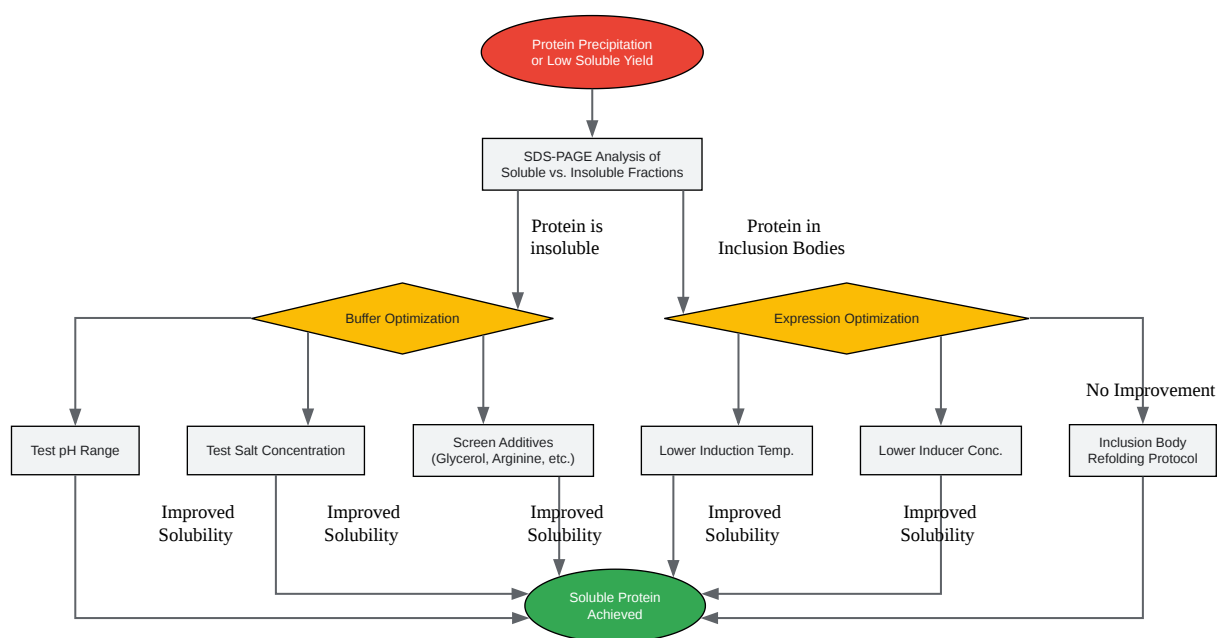 Protein Precipitation
or Low Soluble Yield
SDS-PAGE Analysis of
Soluble vs. Insoluble Fractions
Protein is
insoluble
Protein in
Inclusion Bodies
Buffer Optimization
Expression Optimization
No Improvement
Test pH Range
Test Salt Concentration
Screen Additives
(Glycerol, Arginine, etc.)
Lower Induction Temp.
Lower Inducer Conc.
Inclusion Body
Refolding Protocol
Improved
Solubility
Improved
Solubility
Improved
Solubility
Improved
Solubility
Improved
Solubility
Soluble Protein
Achieved